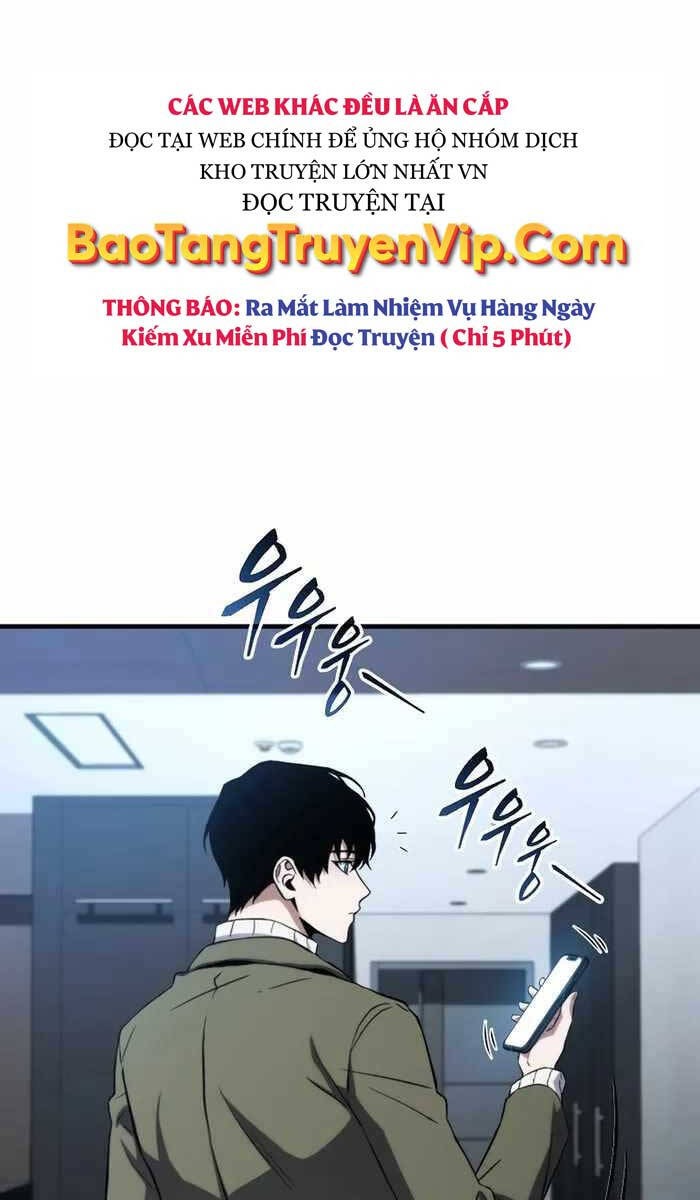 CÁC WEB KHÁC ĐỀU LÀ ĂN CẮP
ĐỌC TẠI WEB CHÍNH ĐỂ ỦNG HỘ NHÓM DỊCH
KHO TRUYỆN LỚN NHẤT VN
ĐỌC TRUYỆN TẠI
BaoTangTruyenVip.Com
THÔNG BÁO: Ra Mắt Làm Nhiệm Vụ Hàng Ngày
Kiếm Xu Miễn Phí Đọc Truyện ( Chỉ 5 Phút)
우우웅-
우우웅-